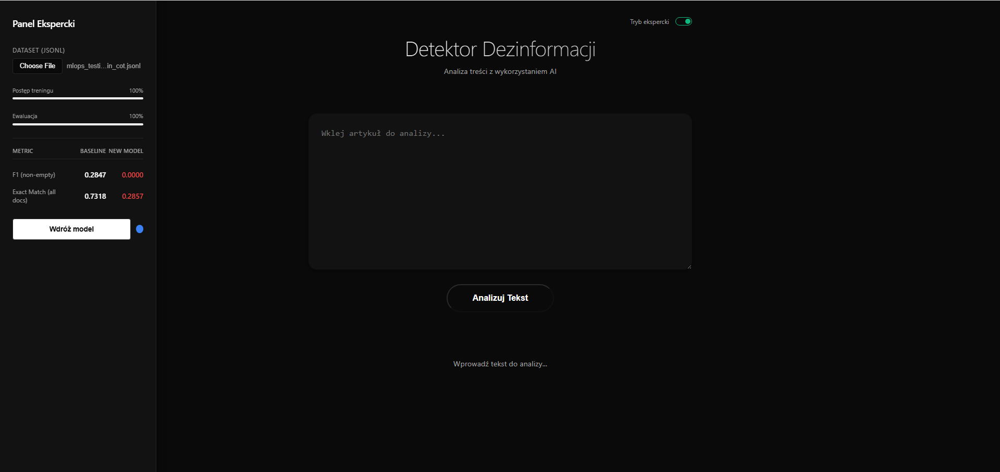 Panel Ekspercki
DATASET (JSONL)
Choose File mlops_testi...in_cot.jsonl
Postęp treningu 100%
Ewaluacja 100%
METRIC BASELINE NEW MODEL
F1 (non-empty) 0.2847 0.0000
Exact Match (all
docs) 0.7318 0.2857
Wdróż model
Tryb ekspercki
Detektor Dezinformacji
Analiza treści z wykorzystaniem AI
Wklej artykuł do analizy...
Analizuj Tekst
Wprowadź tekst do analizy...